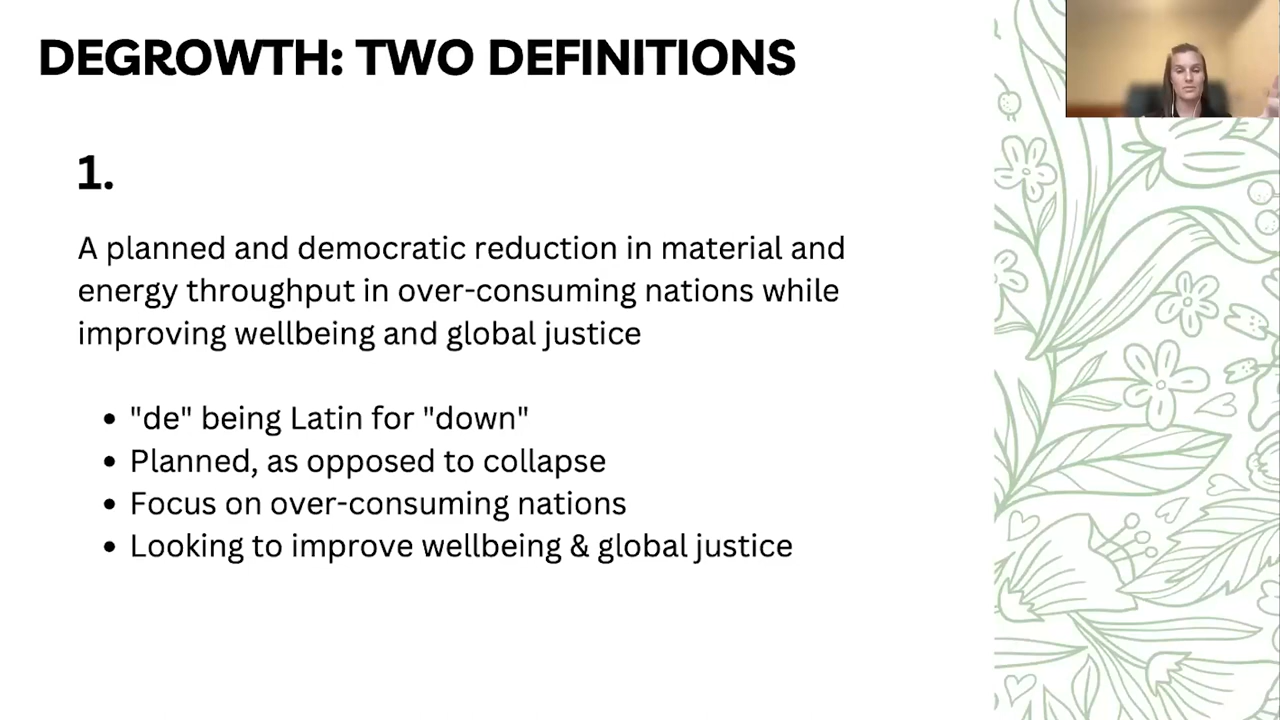 DEGROWTH: TWO DEFINITIONS
1.
A planned and democratic reduction in material and
energy throughput in over-consuming nations while
improving wellbeing and global justice
• "de" being Latin for "down"
• Planned, as opposed to collapse
• Focus on over-consuming nations
• Looking to improve wellbeing & global justice